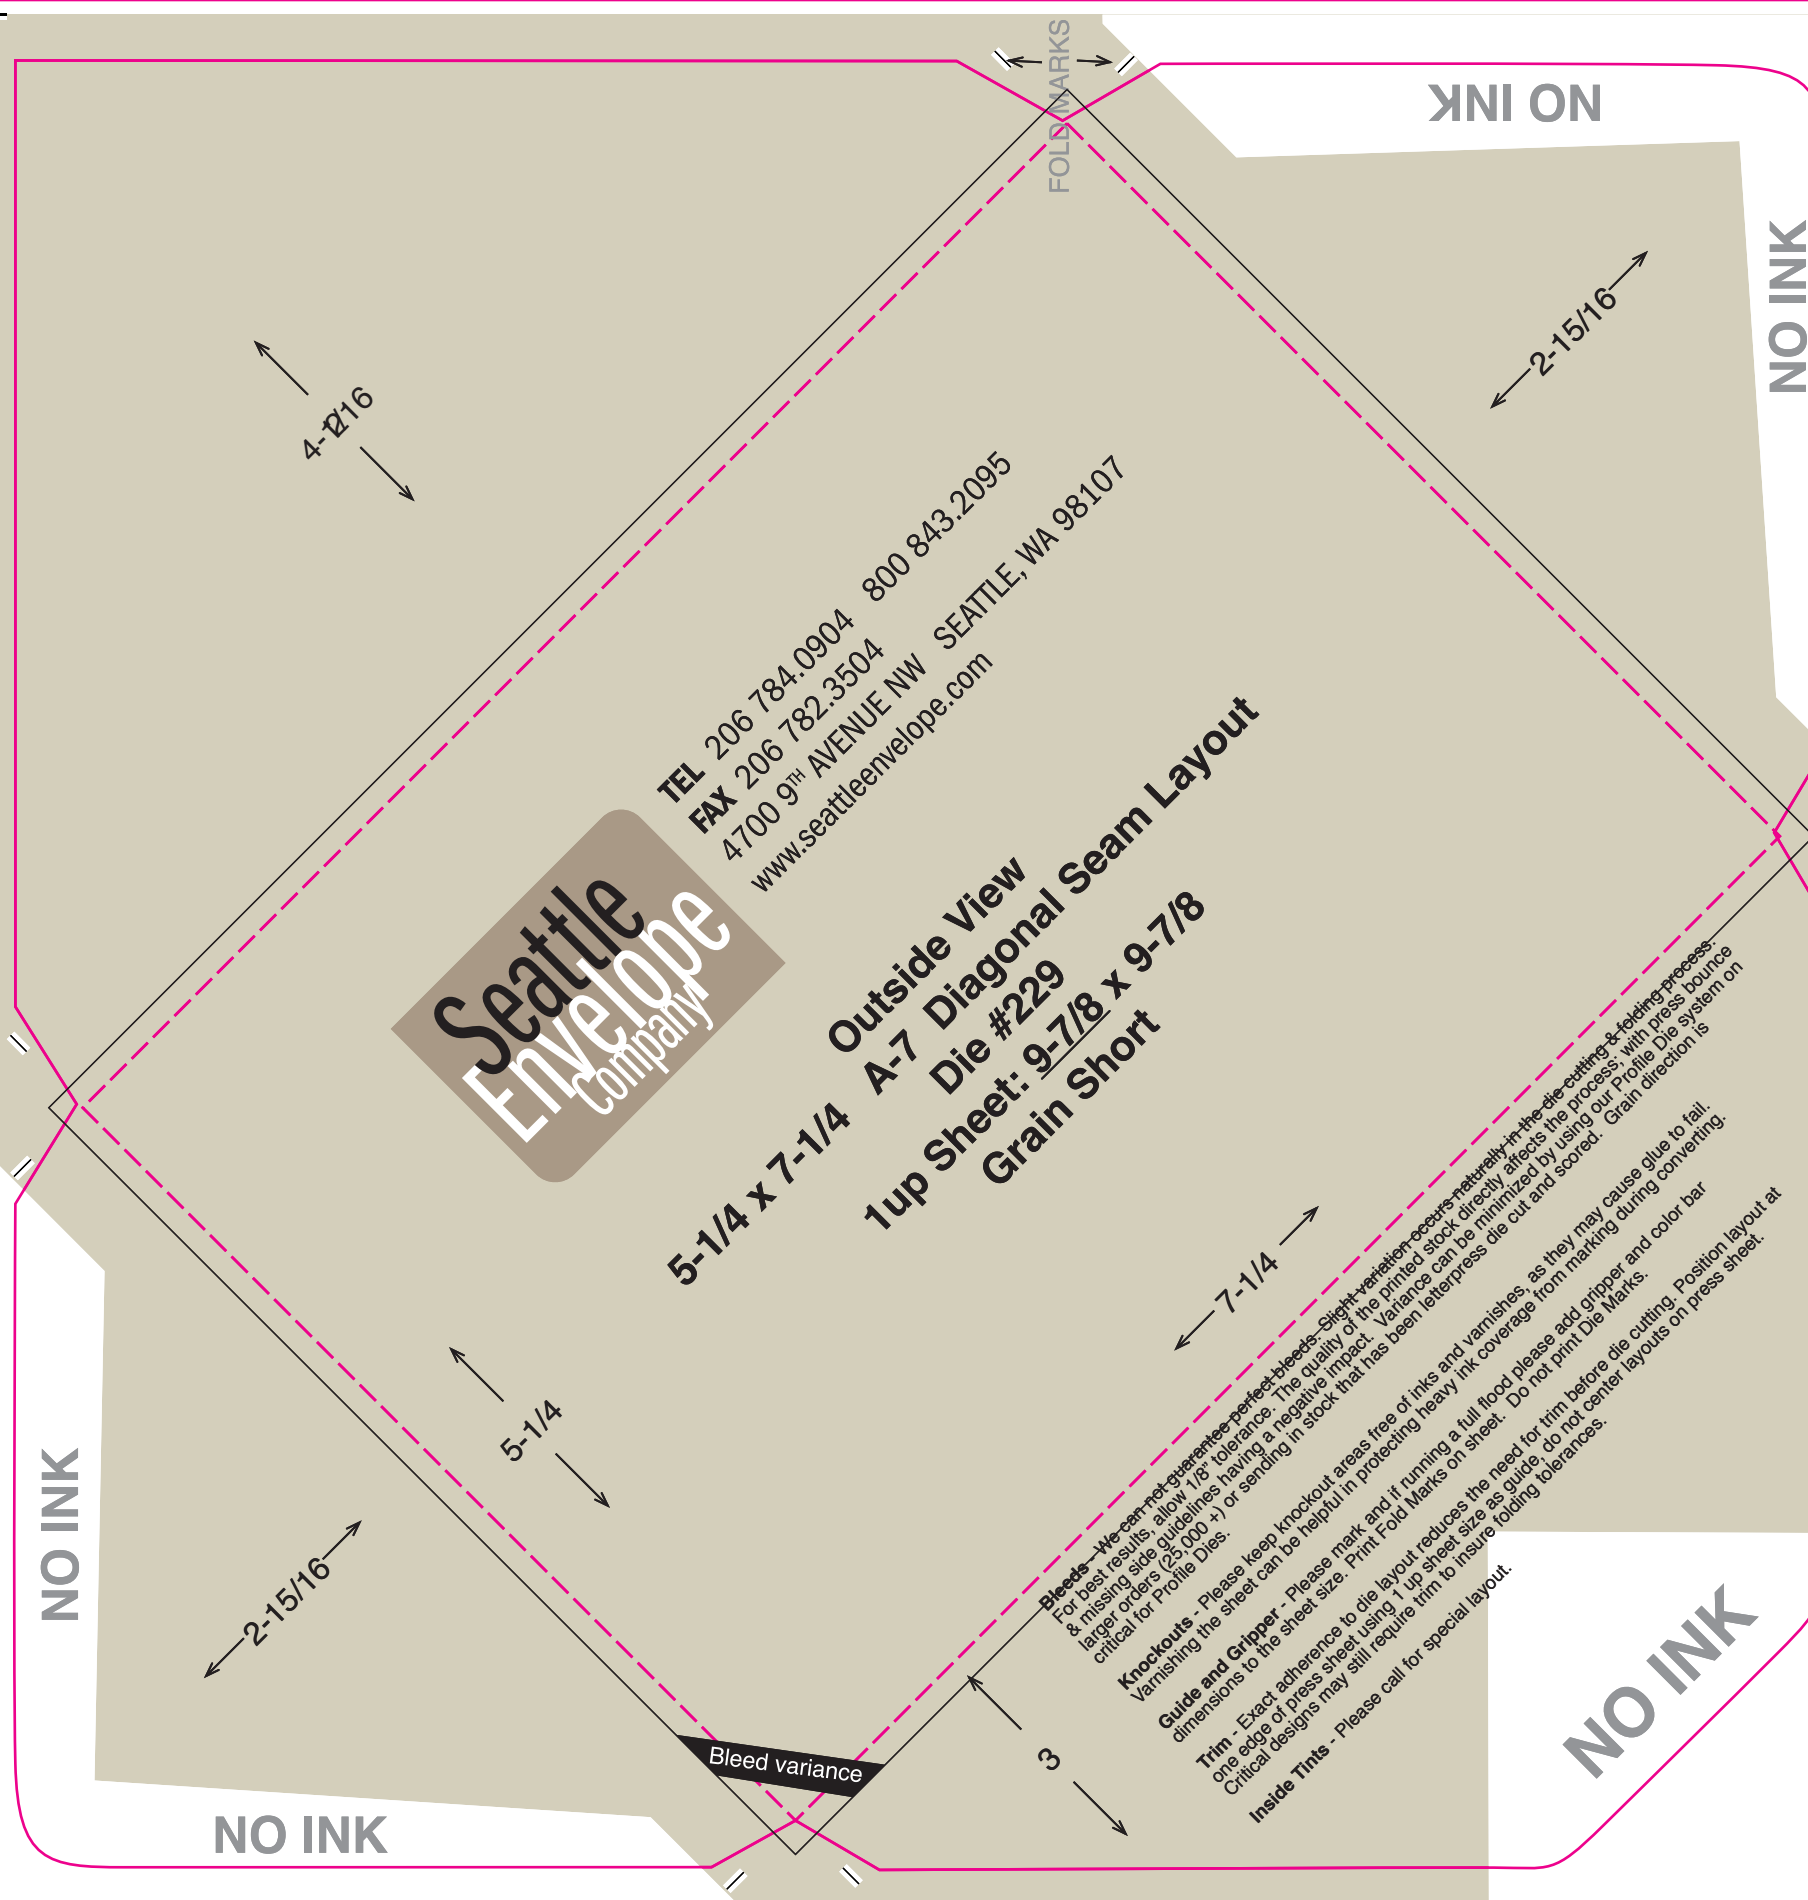 FOLD MARKS
NO INK
NO INK
2-15/16
TEL 206 784.0904 800 843.2095
FAX 206 782.3504
4700 9TH AVENUE NW SEATTLE, WA 98107
www.seattleenvelope.com
Seattle
Envelope
Company
Outside View
5-1/4 x 7-1/4 A-7 Diagonal Seam Layout
Die #229
1up Sheet: 9-7/8 x 9-7/8
Grain Short
7-1/4
5-1/4
NO INK
2-15/16
Bleed variance
NO INK
3
Bleeds - We can not guarantee perfect bleeds. Slight variation occurs naturally in the die cutting & folding process.
For best results, allow 1/8" tolerance. The quality of the printed stock directly affects the process; with press bounce
& missing side guidelines having a negative impact. Variance can be minimized by using our Profile Die system on
larger orders (25,000 +) or sending in stock that has been letterpress die cut and scored. Grain direction is
critical for Profile Dies.
Knockouts - Please keep knockout areas free of inks and varnishes, as they may cause glue to fail.
Varnishing the sheet can be helpful in protecting heavy ink coverage from marking during converting.
Guide and Gripper - Please mark and if running a full flood please add gripper and color bar
dimensions to the sheet size. Print Fold Marks on sheet. Do not print Die Marks.
Trim - Exact adherence to die layout reduces the need for trim before die cutting. Position layout at
one edge of press sheet using 1 up sheet size as guide, do not center layouts on press sheet.
Critical designs may still require trim to insure folding tolerances.
Inside Tints - Please call for special layout.
NO INK